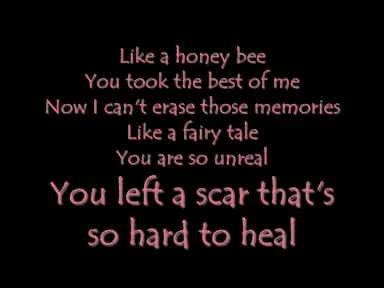 Like a honey bee
You took the best of me
Now I can't erase those memories
Like a fairy tale
You are so unreal
You left a scar that's
so hard to heal